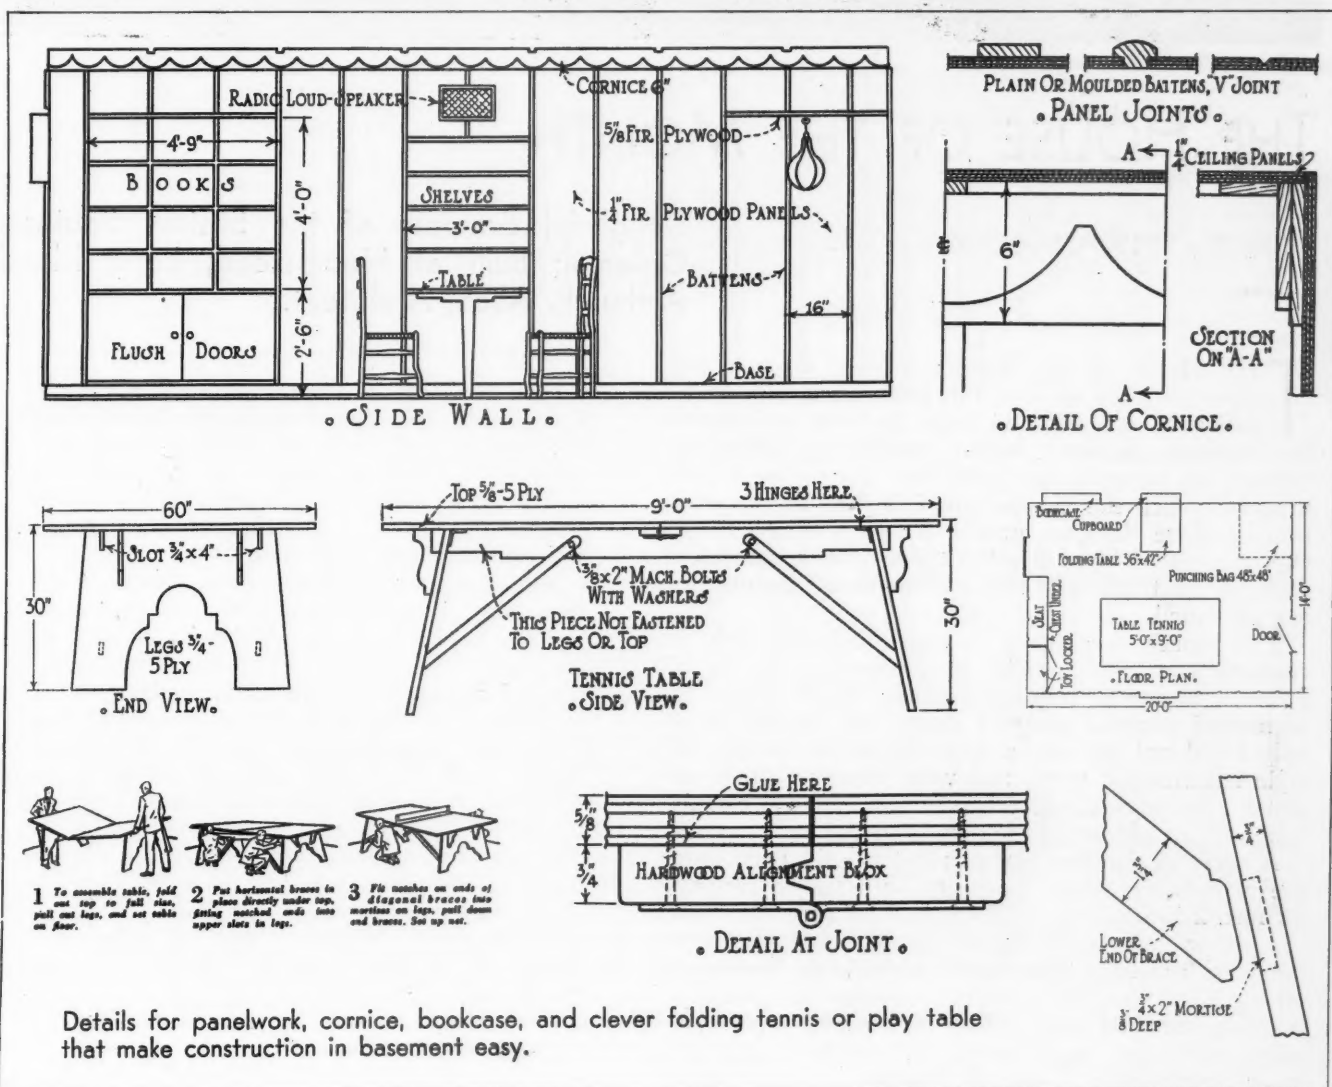 RADIO LOUD-SPEAKER
CORNICE 6"
5/8 FIR PLYWOOD
4'-9"
BOOKS
4'-0"
SHELVES
3'-0"
1/4" FIR PLYWOOD PANELS
TABLE
BATTENS
16"
FLUSH DOORS
2'-6"
BASE
SIDE WALL
PLAIN OR MOULDED BATTENS, "V" JOINT
PANEL JOINTS
A
1/4" CEILING PANELS
6"
SECTION
ON "A-A"
A
DETAIL OF CORNICE
60"
SLOT 3/4" x 4"
30"
LEGS 3/4"-
5 PLY
END VIEW
TOP 5/8"-5 PLY
9'-0"
3 HINGES HERE
3/8" x 2" MACH. BOLTS
WITH WASHERS
THIS PIECE NOT FASTENED
TO LEGS OR TOP
30"
TENNIS TABLE
SIDE VIEW
BOOKCASE
CUPBOARD
FOLDING TABLE 36"x42"
PUNCHING BAG 48"x48"
SEAT
CHEST UNDER
TABLE TENNIS
5'-0" x 9'-0"
DOOR
14'-0"
TOY LOCKER
FLOOR PLAN
20'-0"
1 To assemble table, fold
out top to full size,
pull out legs, and set table
on floor.
2 Put horizontal braces in
place directly under top,
fitting notched ends into
upper slots in legs.
3 Fit notches on ends of
diagonal braces into
mortises on legs, pull down
end braces. Set up net.
GLUE HERE
5/8"
3/4"
HARDWOOD ALIGNMENT BLOX
DETAIL AT JOINT
3/4"
LOWER
END OF BRACE
3/4" x 2" MORTISE
3/8" DEEP
Details for panelwork, cornice, bookcase, and clever folding tennis or play table
that make construction in basement easy.